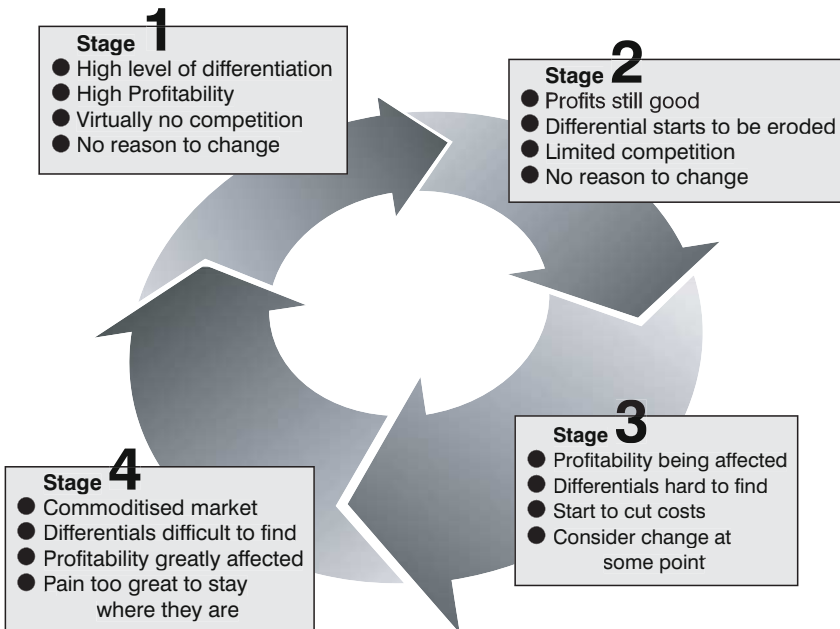 Stage 1
● High level of differentiation
● High Profitability
● Virtually no competition
● No reason to change
Stage 2
● Profits still good
● Differential starts to be eroded
● Limited competition
● No reason to change
Stage 3
● Profitability being affected
● Differentials hard to find
● Start to cut costs
● Consider change at
some point
Stage 4
● Commoditised market
● Differentials difficult to find
● Profitability greatly affected
● Pain too great to stay
where they are